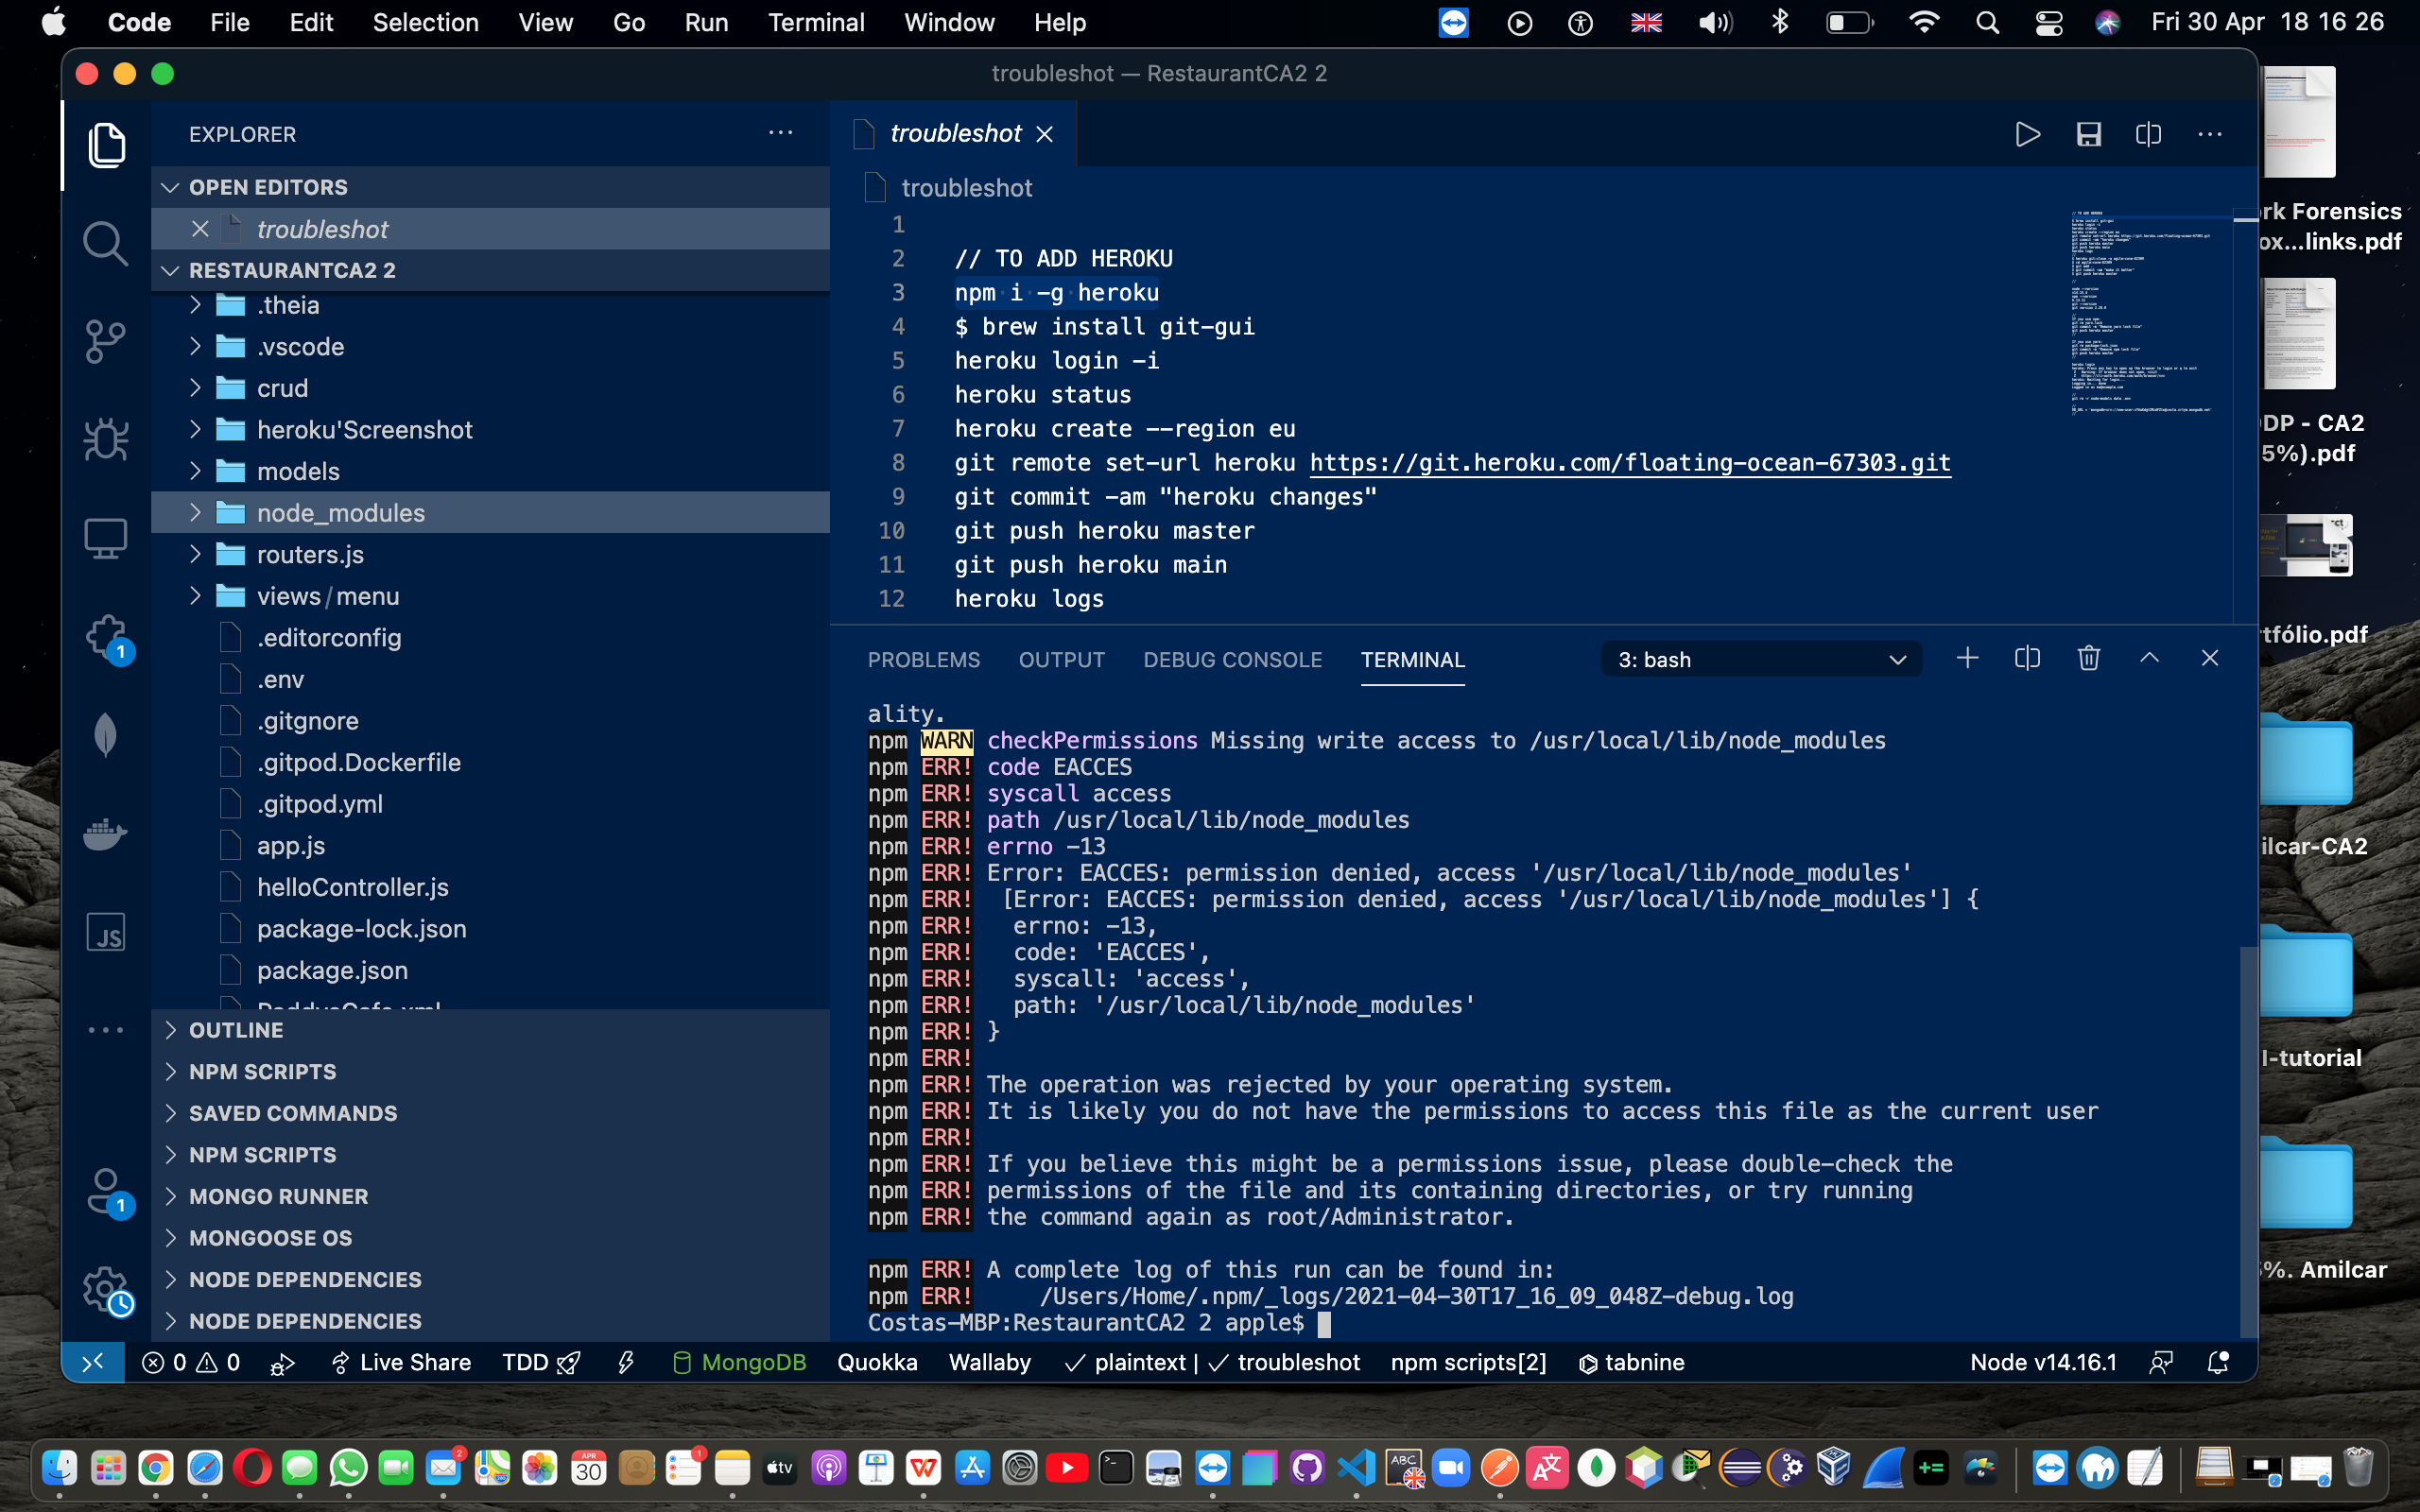 Code File Edit Selection View Go Run Terminal Window Help Fri 30 Apr 18 16 26
troubleshot — RestaurantCA2 2
EXPLORER
OPEN EDITORS
troubleshot
RESTAURANTCA2 2
.theia
.vscode
crud
heroku'Screenshot
models
node_modules
routers.js
views/menu
.editorconfig
.env
.gitgnore
.gitpod.Dockerfile
.gitpod.yml
app.js
helloController.js
package-lock.json
package.json
OUTLINE
NPM SCRIPTS
SAVED COMMANDS
NPM SCRIPTS
MONGO RUNNER
MONGOOSE OS
NODE DEPENDENCIES
NODE DEPENDENCIES
troubleshot
troubleshot
1
2 // TO ADD HEROKU
3 npm i -g heroku
4 $ brew install git-gui
5 heroku login -i
6 heroku status
7 heroku create --region eu
8 git remote set-url heroku https://git.heroku.com/floating-ocean-67303.git
9 git commit -am "heroku changes"
10 git push heroku master
11 git push heroku main
12 heroku logs
PROBLEMS OUTPUT DEBUG CONSOLE TERMINAL 3: bash
ality.
npm WARN checkPermissions Missing write access to /usr/local/lib/node_modules
npm ERR! code EACCES
npm ERR! syscall access
npm ERR! path /usr/local/lib/node_modules
npm ERR! errno -13
npm ERR! Error: EACCES: permission denied, access '/usr/local/lib/node_modules'
npm ERR! [Error: EACCES: permission denied, access '/usr/local/lib/node_modules'] {
npm ERR! errno: -13,
npm ERR! code: 'EACCES',
npm ERR! syscall: 'access',
npm ERR! path: '/usr/local/lib/node_modules'
npm ERR! }
npm ERR!
npm ERR! The operation was rejected by your operating system.
npm ERR! It is likely you do not have the permissions to access this file as the current user
npm ERR!
npm ERR! If you believe this might be a permissions issue, please double-check the
npm ERR! permissions of the file and its containing directories, or try running
npm ERR! the command again as root/Administrator.
npm ERR! A complete log of this run can be found in:
npm ERR! /Users/Home/.npm/_logs/2021-04-30T17_16_09_048Z-debug.log
Costas-MBP:RestaurantCA2 2 apple$
0 0 Live Share TDD MongoDB Quokka Wallaby plaintext | troubleshot npm scripts[2] tabnine Node v14.16.1
rk Forensics
ox...links.pdf
DP - CA2
5%).pdf
tfólio.pdf
ilcar-CA2
l-tutorial
%. Amilcar